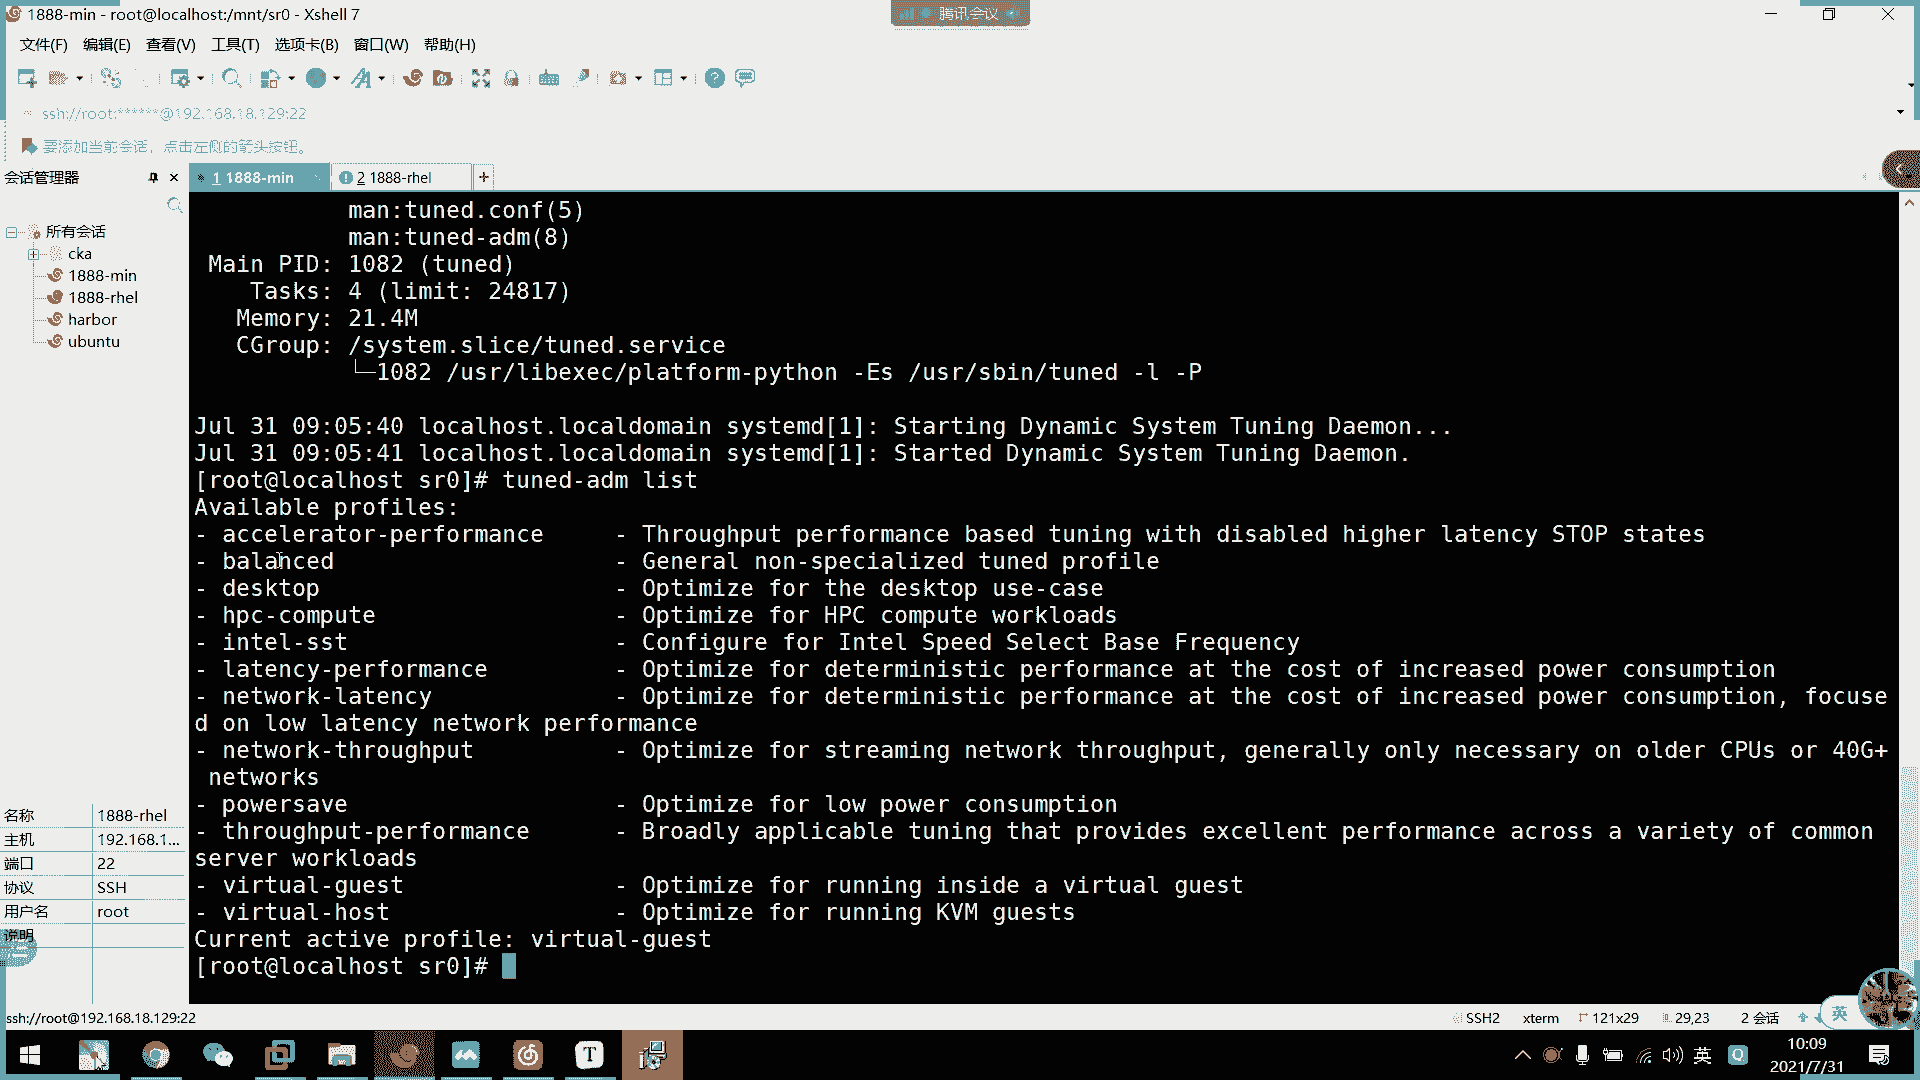 1888-min - root@localhost:/mnt/sr0 - Xshell 7
腾讯会议
文件(F) 编辑(E) 查看(V) 工具(T) 选项卡(B) 窗口(W) 帮助(H)
ssh://root:******@192.168.18.129:22
要添加当前会话，点击左侧的箭头按钮。
会话管理器
1 1888-min
2 1888-rhel
所有会话
cka
1888-min
1888-rhel
harbor
ubuntu
名称 1888-rhel
主机 192.168.1...
端口 22
协议 SSH
用户名 root
说明
man:tuned.conf(5)
man:tuned-adm(8)
Main PID: 1082 (tuned)
Tasks: 4 (limit: 24817)
Memory: 21.4M
CGroup: /system.slice/tuned.service
└─1082 /usr/libexec/platform-python -Es /usr/sbin/tuned -l -P
Jul 31 09:05:40 localhost.localdomain systemd[1]: Starting Dynamic System Tuning Daemon...
Jul 31 09:05:41 localhost.localdomain systemd[1]: Started Dynamic System Tuning Daemon.
[root@localhost sr0]# tuned-adm list
Available profiles:
- accelerator-performance - Throughput performance based tuning with disabled higher latency STOP states
- balanced - General non-specialized tuned profile
- desktop - Optimize for the desktop use-case
- hpc-compute - Optimize for HPC compute workloads
- intel-sst - Configure for Intel Speed Select Base Frequency
- latency-performance - Optimize for deterministic performance at the cost of increased power consumption
- network-latency - Optimize for deterministic performance at the cost of increased power consumption, focuse
d on low latency network performance
- network-throughput - Optimize for streaming network throughput, generally only necessary on older CPUs or 40G+
networks
- powersave - Optimize for low power consumption
- throughput-performance - Broadly applicable tuning that provides excellent performance across a variety of common
server workloads
- virtual-guest - Optimize for running inside a virtual guest
- virtual-host - Optimize for running KVM guests
Current active profile: virtual-guest
[root@localhost sr0]#
ssh://root@192.168.18.129:22 SSH2 xterm 121x29 29,23 2 会话
英
T
英
10:09
2021/7/31